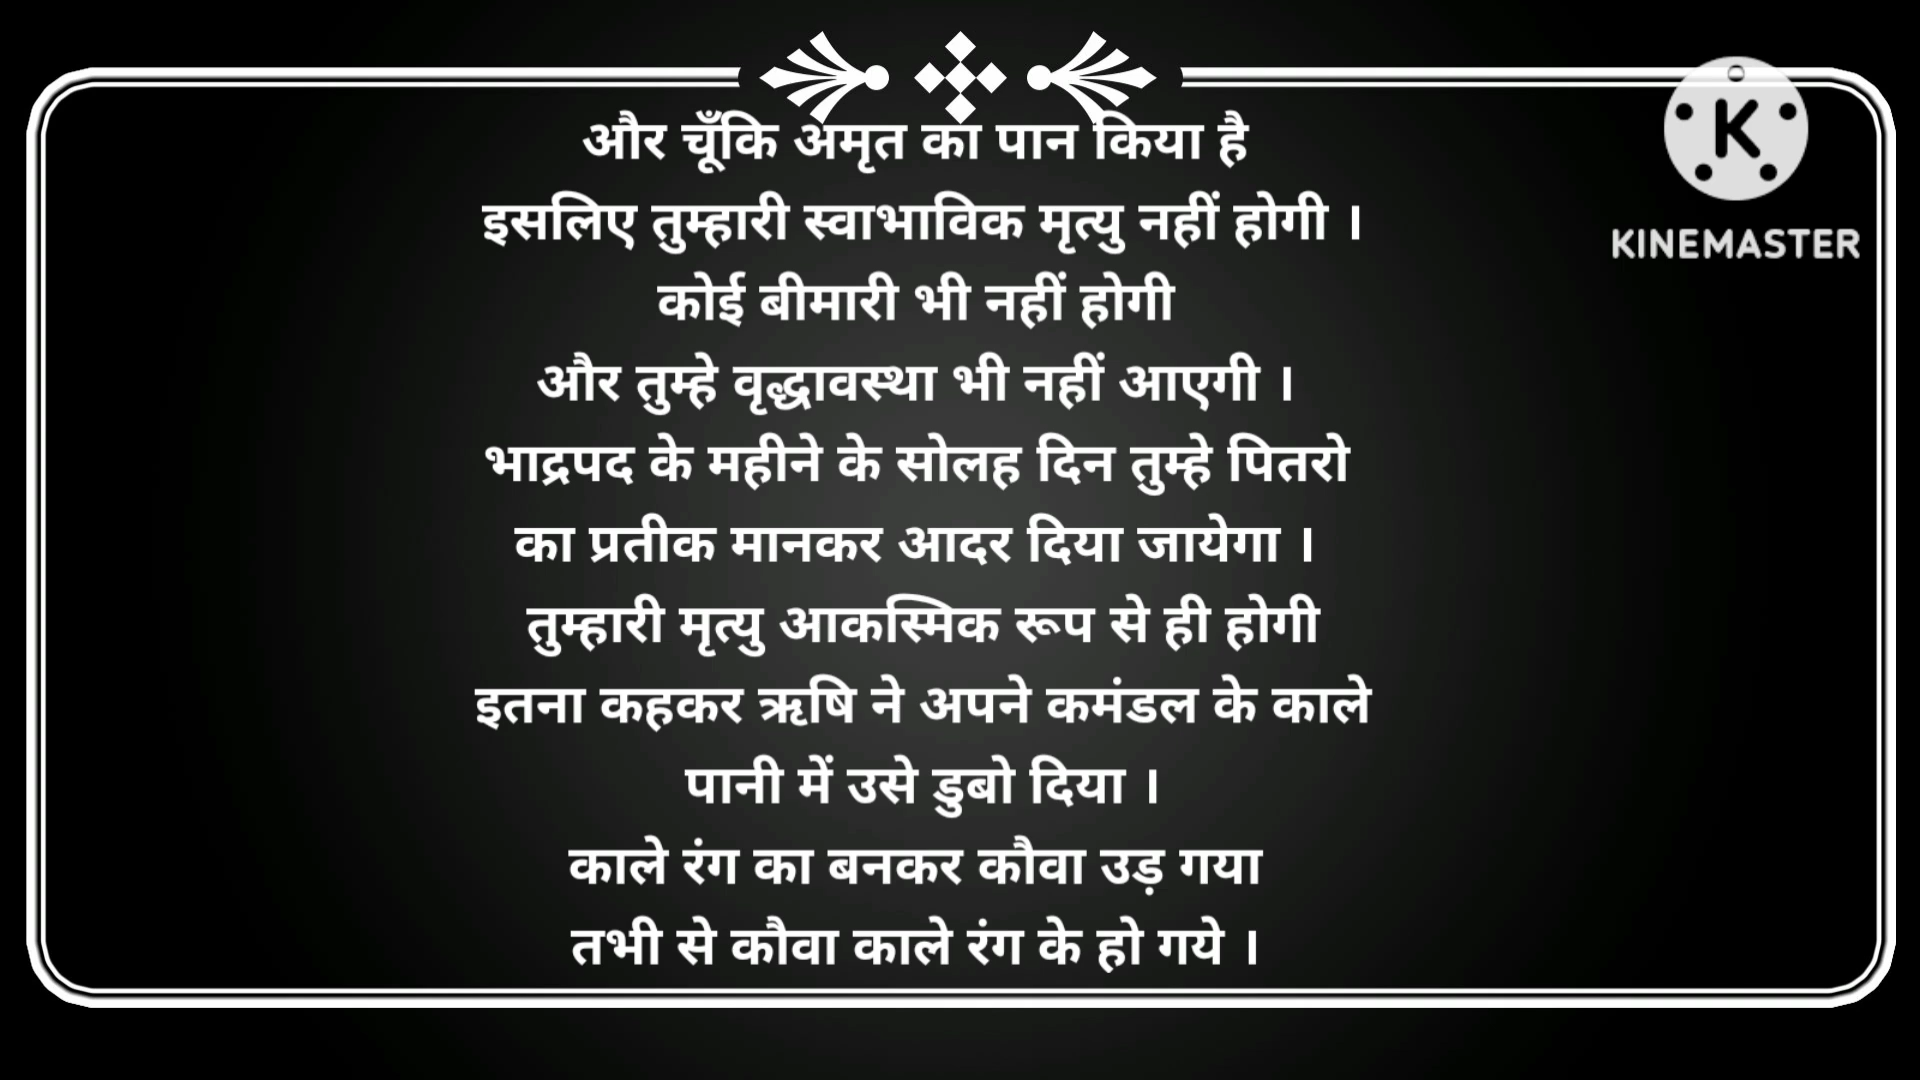 और चूँकि अमृत का पान किया है
इसलिए तुम्हारी स्वाभाविक मृत्यु नहीं होगी ।
कोई बीमारी भी नहीं होगी
और तुम्हे वृद्धावस्था भी नहीं आएगी ।
भाद्रपद के महीने के सोलह दिन तुम्हे पितरो
का प्रतीक मानकर आदर दिया जायेगा ।
तुम्हारी मृत्यु आकस्मिक रूप से ही होगी
इतना कहकर ऋषि ने अपने कमंडल के काले
पानी में उसे डुबो दिया ।
काले रंग का बनकर कौवा उड़ गया
तभी से कौवा काले रंग के हो गये ।
K
KINEMASTER